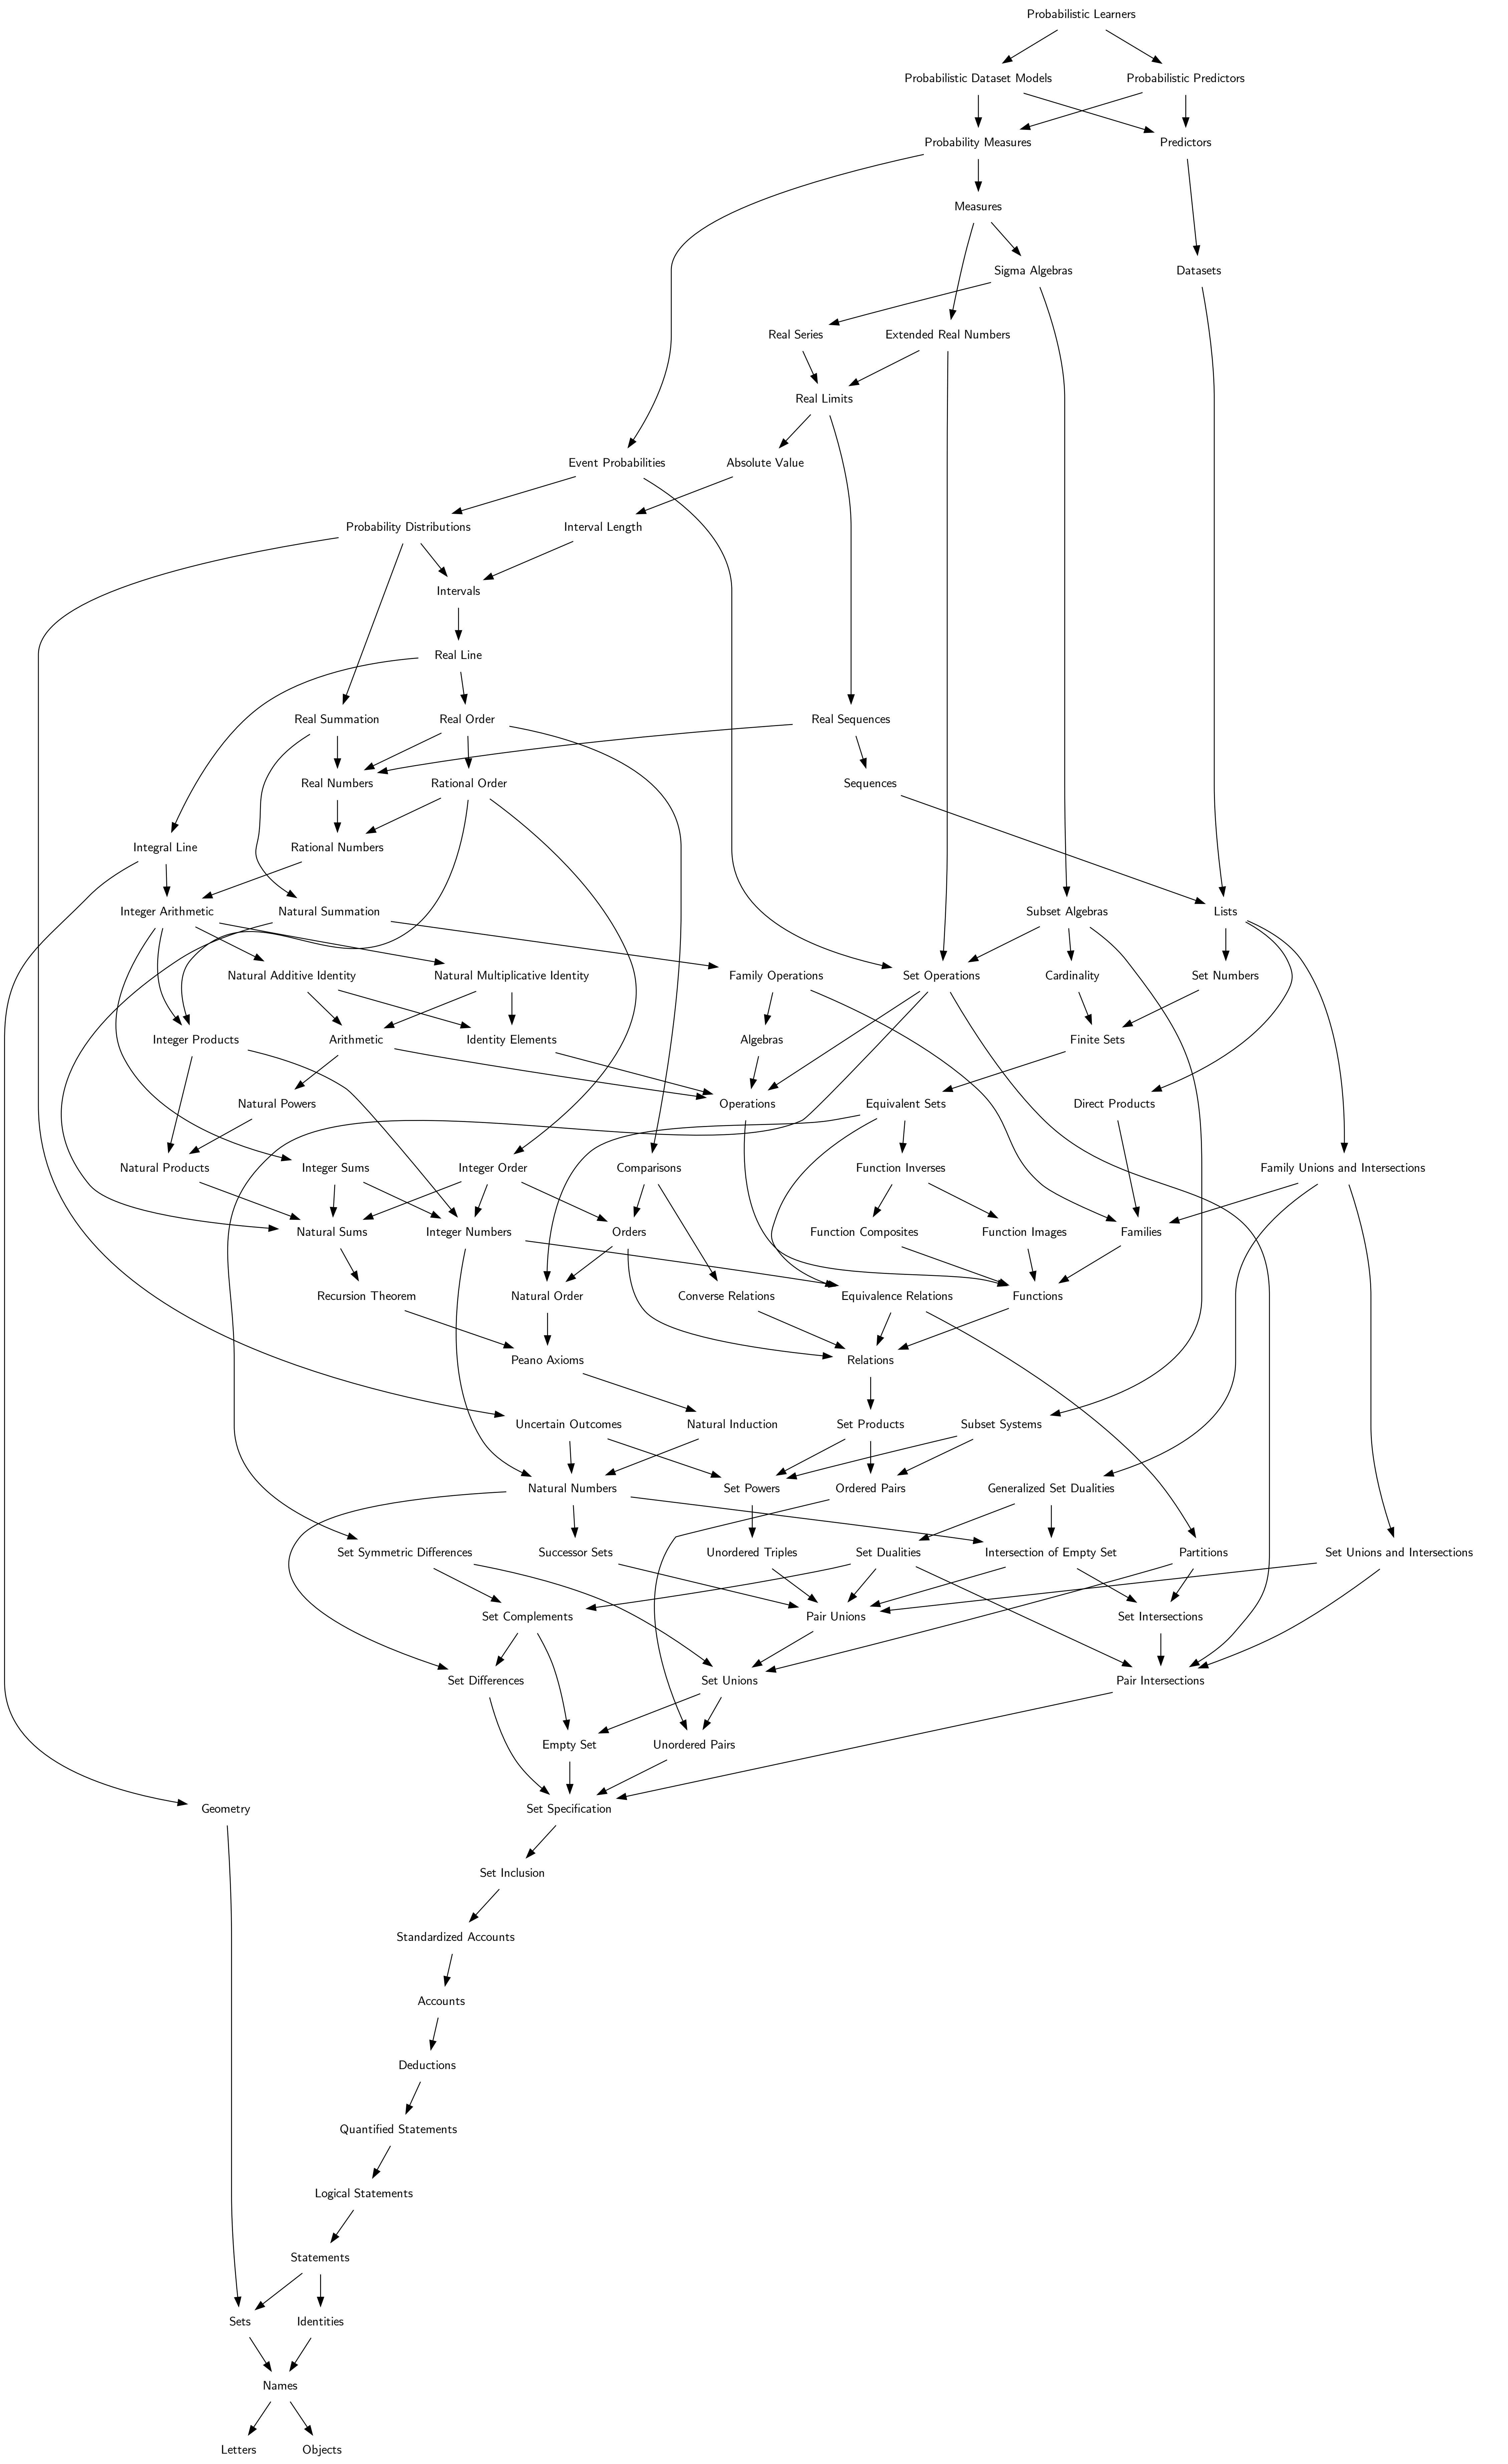 Probabilistic Learners
Probabilistic Dataset Models
Probabilistic Predictors
Probability Measures
Predictors
Measures
Sigma Algebras
Datasets
Real Series
Extended Real Numbers
Real Limits
Event Probabilities
Absolute Value
Probability Distributions
Interval Length
Intervals
Real Line
Real Summation
Real Order
Real Sequences
Real Numbers
Rational Order
Sequences
Integral Line
Rational Numbers
Integer Arithmetic
Natural Summation
Subset Algebras
Lists
Natural Additive Identity
Natural Multiplicative Identity
Family Operations
Set Operations
Cardinality
Set Numbers
Integer Products
Arithmetic
Identity Elements
Algebras
Finite Sets
Natural Powers
Operations
Equivalent Sets
Direct Products
Natural Products
Integer Sums
Integer Order
Comparisons
Function Inverses
Family Unions and Intersections
Natural Sums
Integer Numbers
Orders
Function Composites
Function Images
Families
Recursion Theorem
Natural Order
Converse Relations
Equivalence Relations
Functions
Peano Axioms
Relations
Uncertain Outcomes
Natural Induction
Set Products
Subset Systems
Natural Numbers
Set Powers
Ordered Pairs
Generalized Set Dualities
Set Symmetric Differences
Successor Sets
Unordered Triples
Set Dualities
Intersection of Empty Set
Partitions
Set Unions and Intersections
Set Complements
Pair Unions
Set Intersections
Set Differences
Set Unions
Pair Intersections
Empty Set
Unordered Pairs
Geometry
Set Specification
Set Inclusion
Standardized Accounts
Accounts
Deductions
Quantified Statements
Logical Statements
Statements
Sets
Identities
Names
Letters
Objects